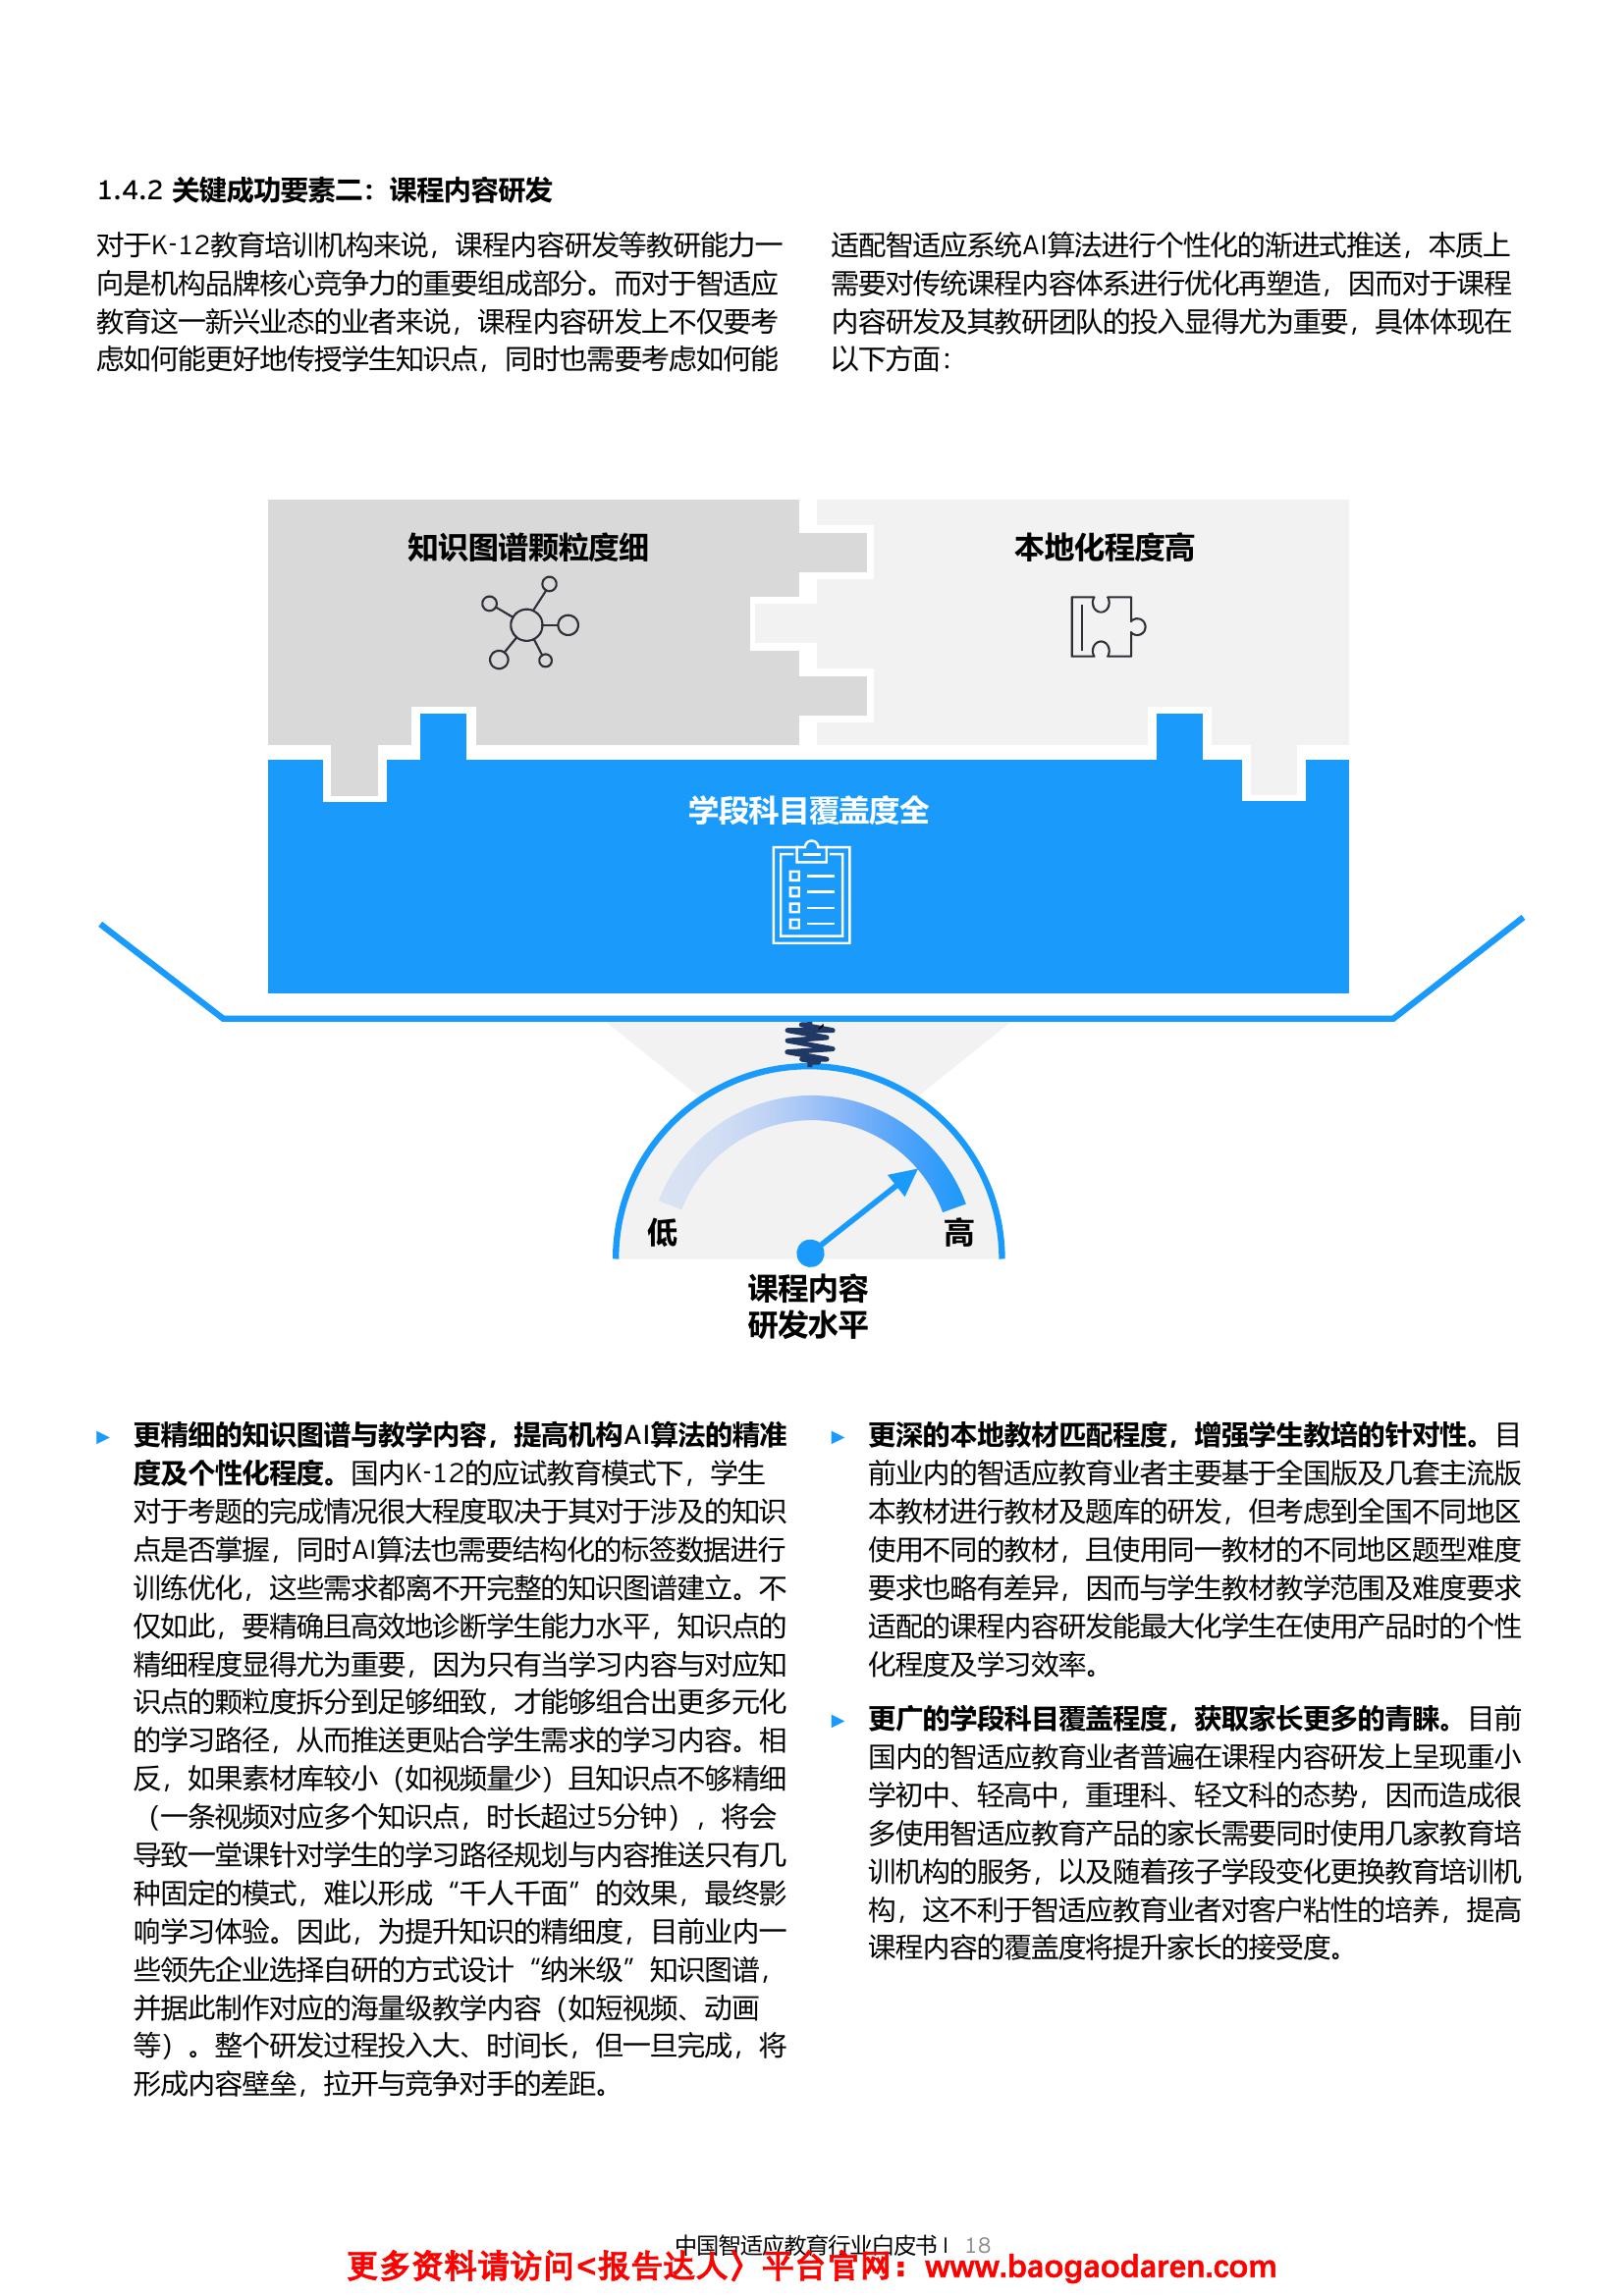 1.4.2 关键成功要素二：课程内容研发
对于K-12教育培训机构来说，课程内容研发等教研能力一
向是机构品牌核心竞争力的重要组成部分。而对于智适应
教育这一新兴业态的业者来说，课程内容研发上不仅要考
虑如何能更好地传授学生知识点，同时也需要考虑如何能
适配智适应系统AI算法进行个性化的渐进式推送，本质上
需要对传统课程内容体系进行优化再塑造，因而对于课程
内容研发及其教研团队的投入显得尤为重要，具体体现在
以下方面：
知识图谱颗粒度细
本地化程度高
学段科目覆盖度全
低
高
课程内容
研发水平
更精细的知识图谱与教学内容，提高机构AI算法的精准
度及个性化程度。国内K-12的应试教育模式下，学生
对于考题的完成情况很大程度取决于其对于涉及的知识
点是否掌握，同时AI算法也需要结构化的标签数据进行
训练优化，这些需求都离不开完整的知识图谱建立。不
仅如此，要精确且高效地诊断学生能力水平，知识点的
精细程度显得尤为重要，因为只有当学习内容与对应知
识点的颗粒度拆分到足够细致，才能够组合出更多元化
的学习路径，从而推送更贴合学生需求的学习内容。相
反，如果素材库较小（如视频量少）且知识点不够精细
（一条视频对应多个知识点，时长超过5分钟），将会
导致一堂课针对学生的学习路径规划与内容推送只有几
种固定的模式，难以形成“千人千面”的效果，最终影
响学习体验。因此，为提升知识的精细度，目前业内一
些领先企业选择自研的方式设计“纳米级”知识图谱，
并据此制作对应的海量级教学内容（如短视频、动画
等）。整个研发过程投入大、时间长，但一旦完成，将
形成内容壁垒，拉开与竞争对手的差距。
更深的本地教材匹配程度，增强学生教培的针对性。目
前业内的智适应教育业者主要基于全国版及几套主流版
本教材进行教材及题库的研发，但考虑到全国不同地区
使用不同的教材，且使用同一教材的不同地区题型难度
要求也略有差异，因而与学生教材教学范围及难度要求
适配的课程内容研发能最大化学生在使用产品时的个性
化程度及学习效率。
更广的学段科目覆盖程度，获取家长更多的青睐。目前
国内的智适应教育业者普遍在课程内容研发上呈现重小
学初中、轻高中，重理科、轻文科的态势，因而造成很
多使用智适应教育产品的家长需要同时使用几家教育培
训机构的服务，以及随着孩子学段变化更换教育培训机
构，这不利于智适应教育业者对客户粘性的培养，提高
课程内容的覆盖度将提升家长的接受度。
中国智适应教育行业白皮书 I 18
更多资料请访问<报告达人〉平台官网：www.baogaodaren.com